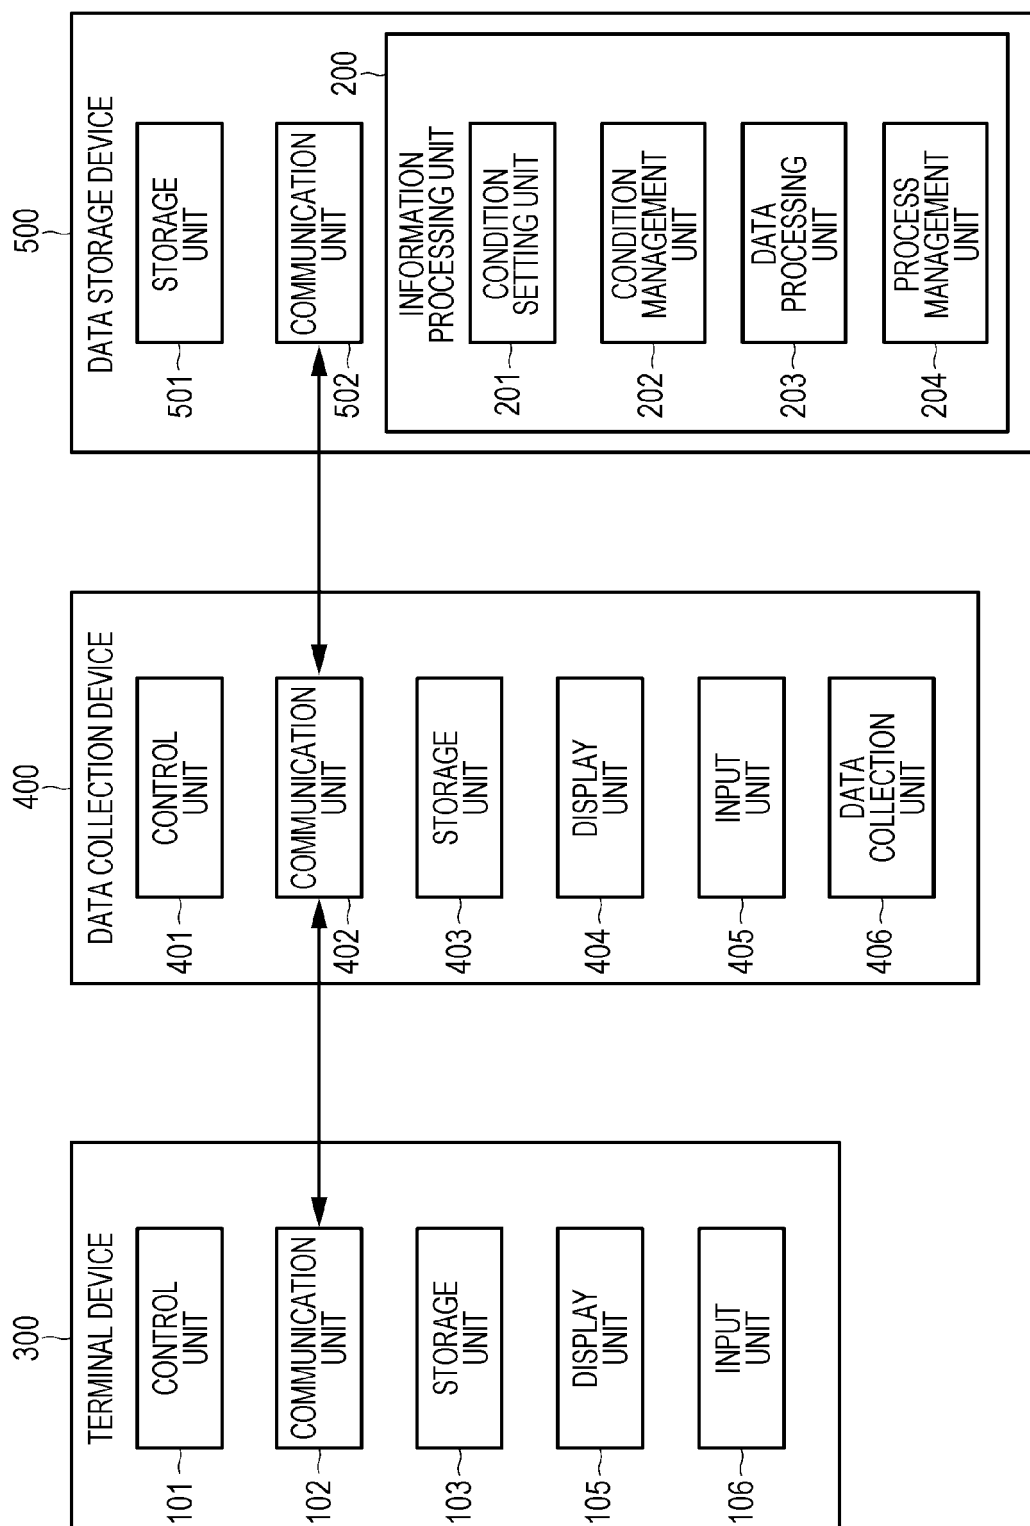 300
TERMINAL DEVICE
101
CONTROL
UNIT
102
COMMUNICATION
UNIT
103
STORAGE
UNIT
105
DISPLAY
UNIT
106
INPUT
UNIT
400
DATA COLLECTION DEVICE
401
CONTROL
UNIT
402
COMMUNICATION
UNIT
403
STORAGE
UNIT
404
DISPLAY
UNIT
405
INPUT
UNIT
406
DATA
COLLECTION
UNIT
500
DATA STORAGE DEVICE
501
STORAGE
UNIT
502
COMMUNICATION
UNIT
200
INFORMATION
PROCESSING UNIT
201
CONDITION
SETTING UNIT
202
CONDITION
MANAGEMENT
UNIT
203
DATA
PROCESSING
UNIT
204
PROCESS
MANAGEMENT
UNIT